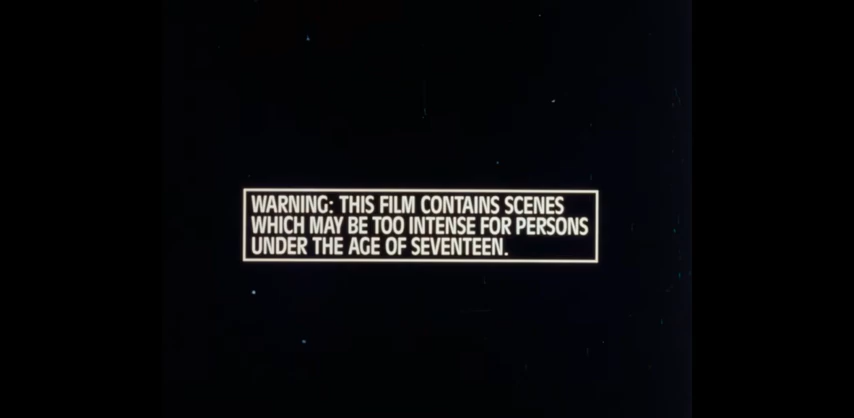 WARNING: THIS FILM CONTAINS SCENES
WHICH MAY BE TOO INTENSE FOR PERSONS
UNDER THE AGE OF SEVENTEEN.